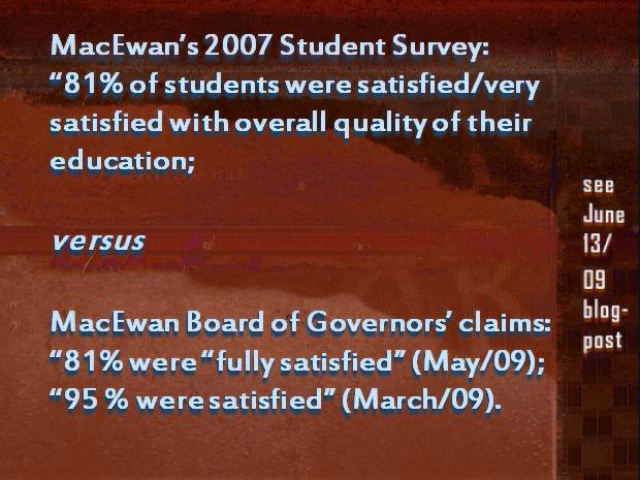 MacEwan's 2007 Student Survey:
“81% of students were satisfied/very
satisfied with overall quality of their
education;
versus
MacEwan Board of Governors' claims:
“81% were “fully satisfied” (May/09);
“95 % were satisfied” (March/09).
see
June
13/
09
blog-
post